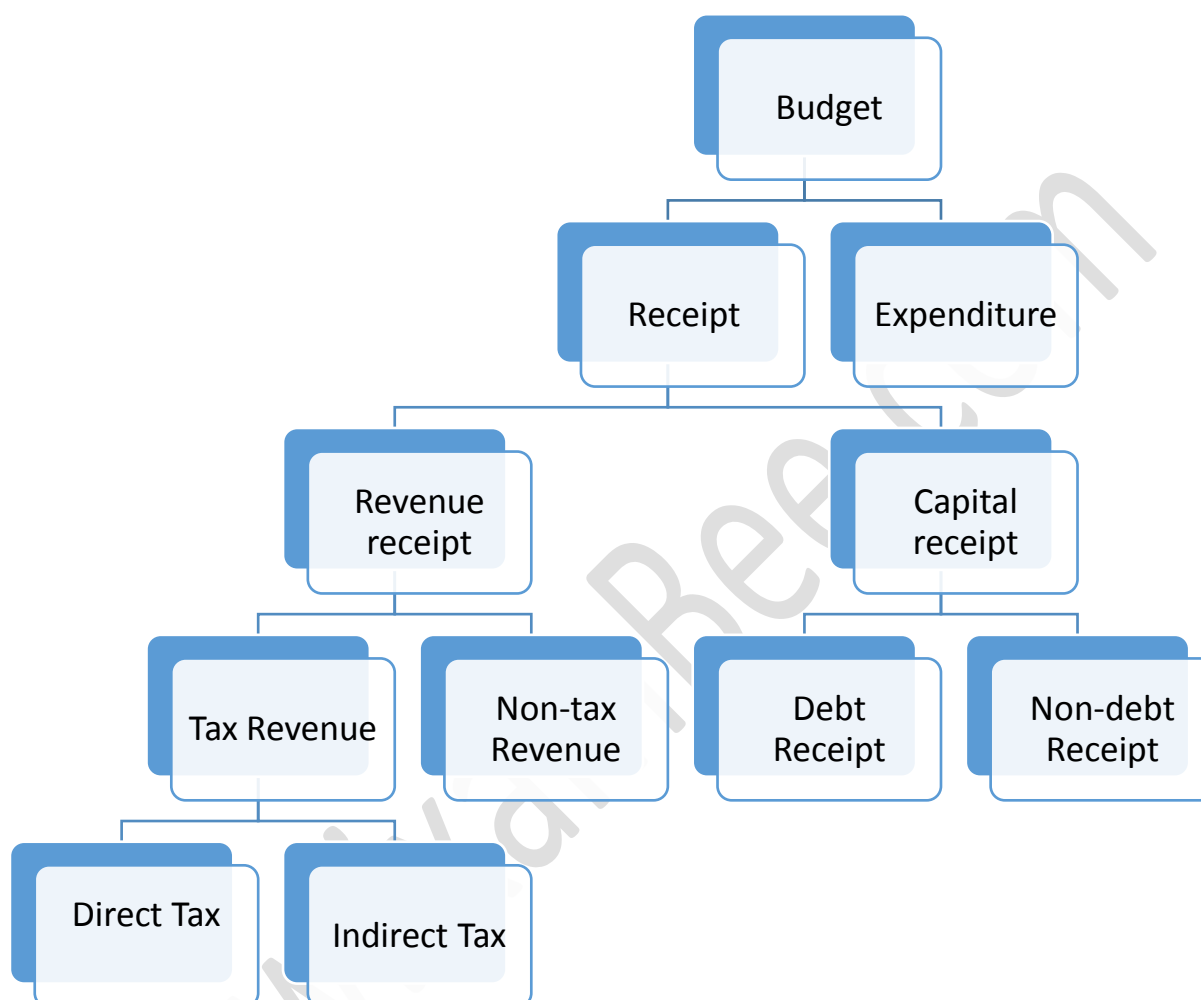 Budget
Receipt
Expenditure
Revenue
receipt
Capital
receipt
Tax Revenue
Non-tax
Revenue
Debt
Receipt
Non-debt
Receipt
Direct Tax
Indirect Tax